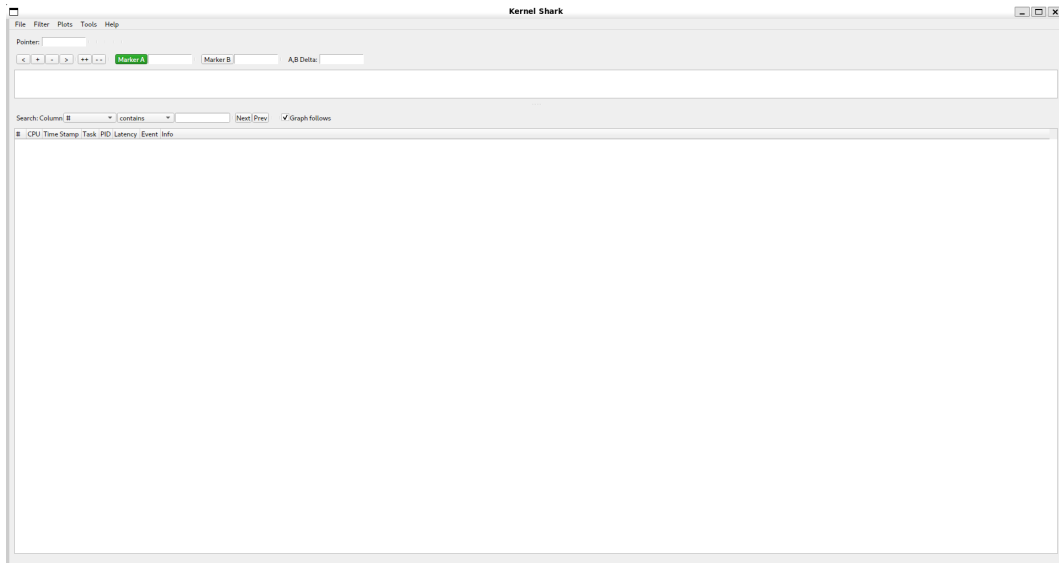 Kernel Shark
File Filter Plots Tools Help
Pointer:
< + - > ++ -- Marker A Marker B A,B Delta:
Search: Column # contains Next Prev Graph follows
# CPU Time Stamp Task PID Latency Event Info